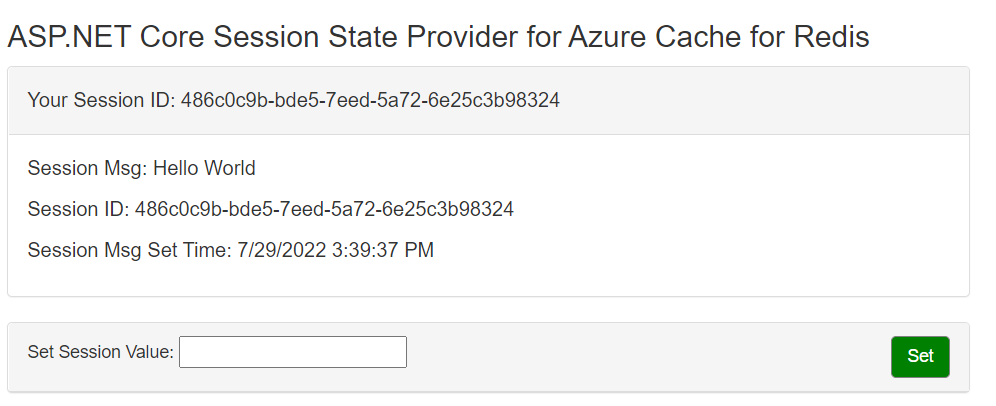 ASP.NET Core Session State Provider for Azure Cache for Redis
Your Session ID: 486c0c9b-bde5-7eed-5a72-6e25c3b98324
Session Msg: Hello World
Session ID: 486c0c9b-bde5-7eed-5a72-6e25c3b98324
Session Msg Set Time: 7/29/2022 3:39:37 PM
Set Session Value: Set